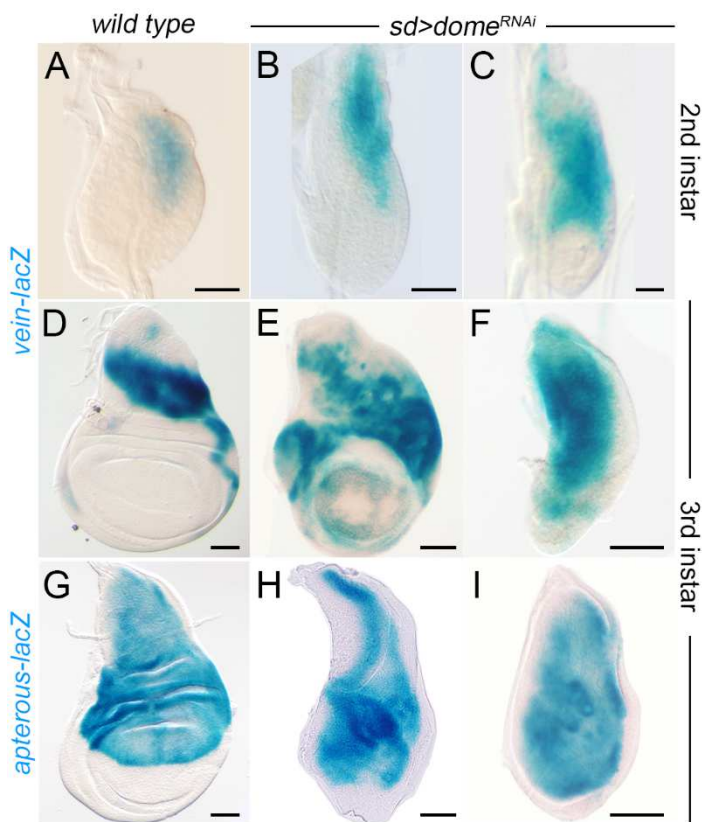 wild type
sd>dome^RNAi
A
B
C
2nd instar
vein-lacZ
D
E
F
3rd instar
apterous-lacZ
G
H
I